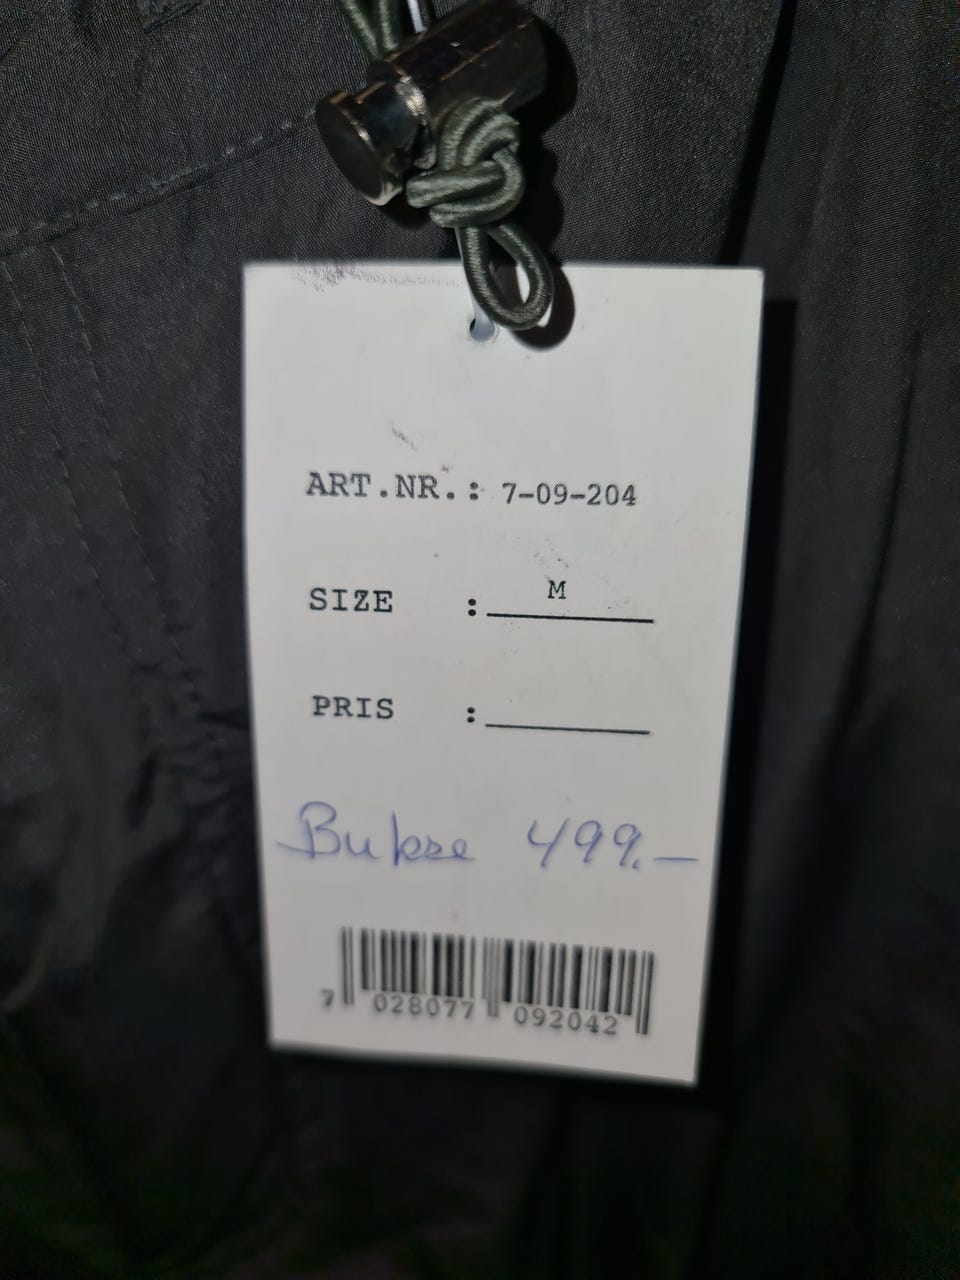 ART.NR.: 7-09-204
SIZE : M
PRIS :
Bukse 499.—
7 028077 092042